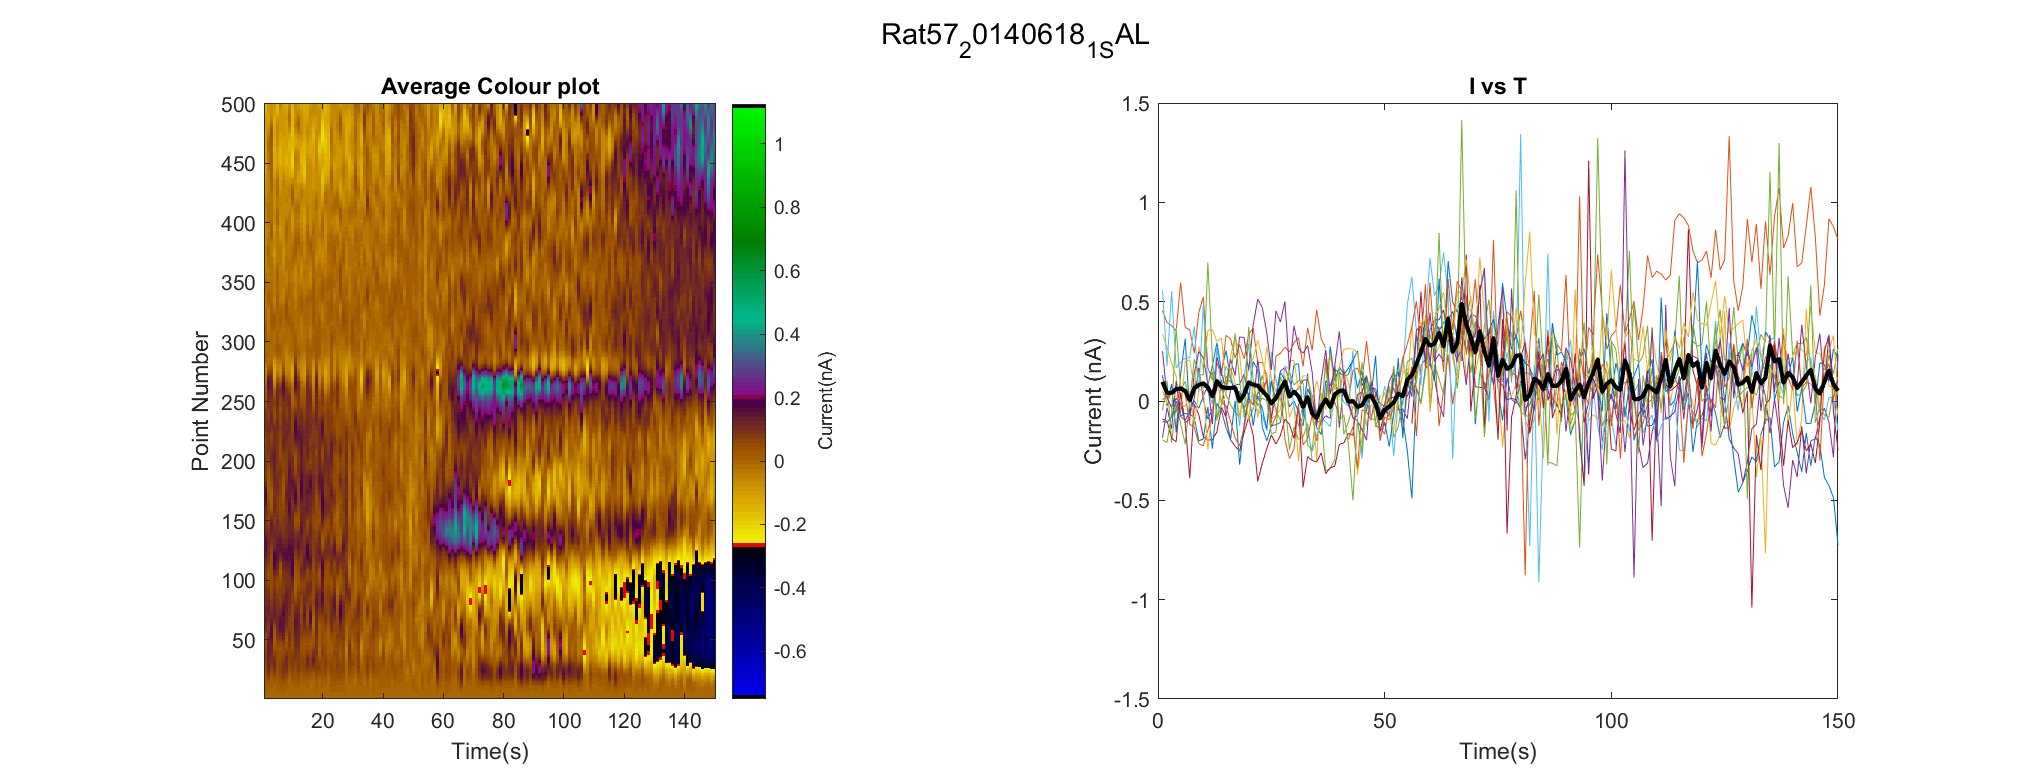 Rat57₂0140618₁SAL
Average Colour plot
500
450
400
350
300
250
200
150
100
50
Point Number
20 40 60 80 100 120 140
Time(s)
1
0.8
0.6
0.4
0.2
0
-0.2
-0.4
-0.6
Current(nA)
I vs T
1.5
1
0.5
0
-0.5
-1
-1.5
Current (nA)
0 50 100 150
Time(s)